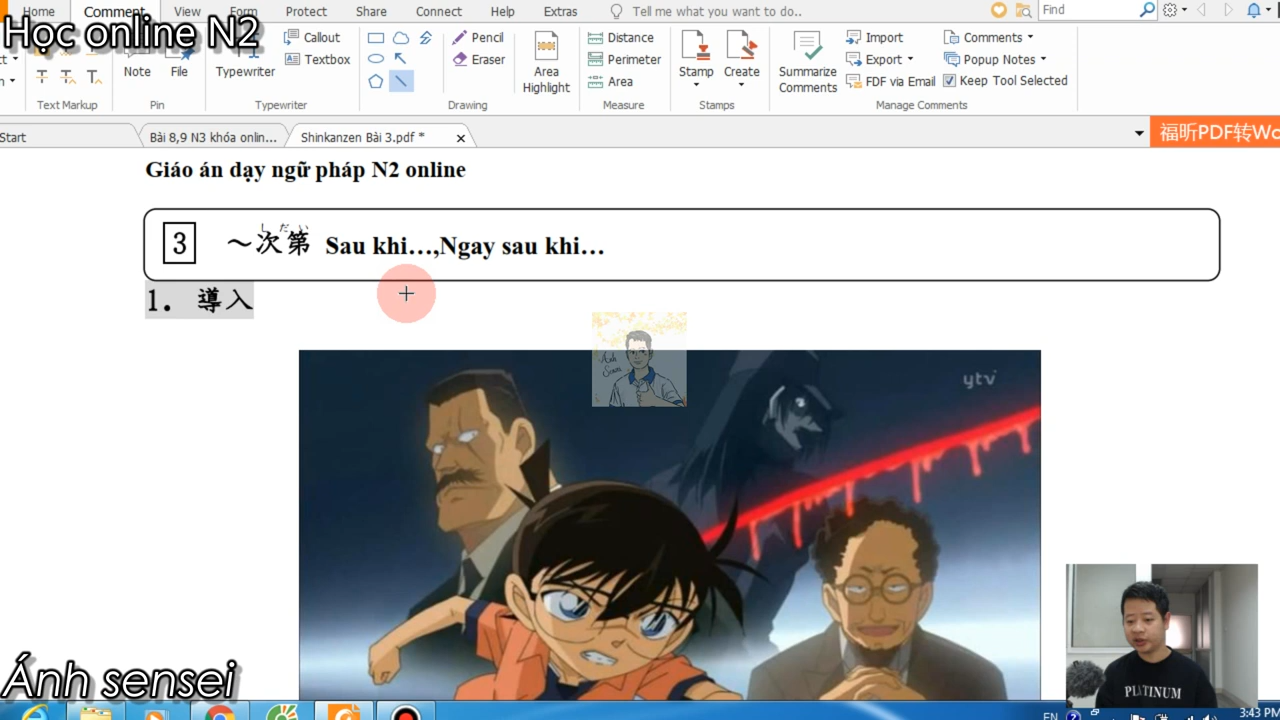 Home Comment View Form Protect Share Connect Help Extras Tell me what you want to do.. Find
Học online N2
Callout
Textbox
Note
File
Typewriter
Pencil
Eraser
Area
Highlight
Distance
Perimeter
Area
Stamp
Create
Summarize
Comments
Import
Export
FDF via Email
Comments
Popup Notes
Keep Tool Selected
Text Markup Pin Typewriter Drawing Measure Stamps Manage Comments
Start Bài 8,9 N3 khóa onlin... Shinkanzen Bài 3.pdf *
福昕PDF转Wo
Giáo án dạy ngữ pháp N2 online
しだい
3 ～次第 Sau khi…,Ngay sau khi…
1. 導入
Ánh
Sensei
ytv
PLATINUM
Ánh sensei
EN 3:43 PM